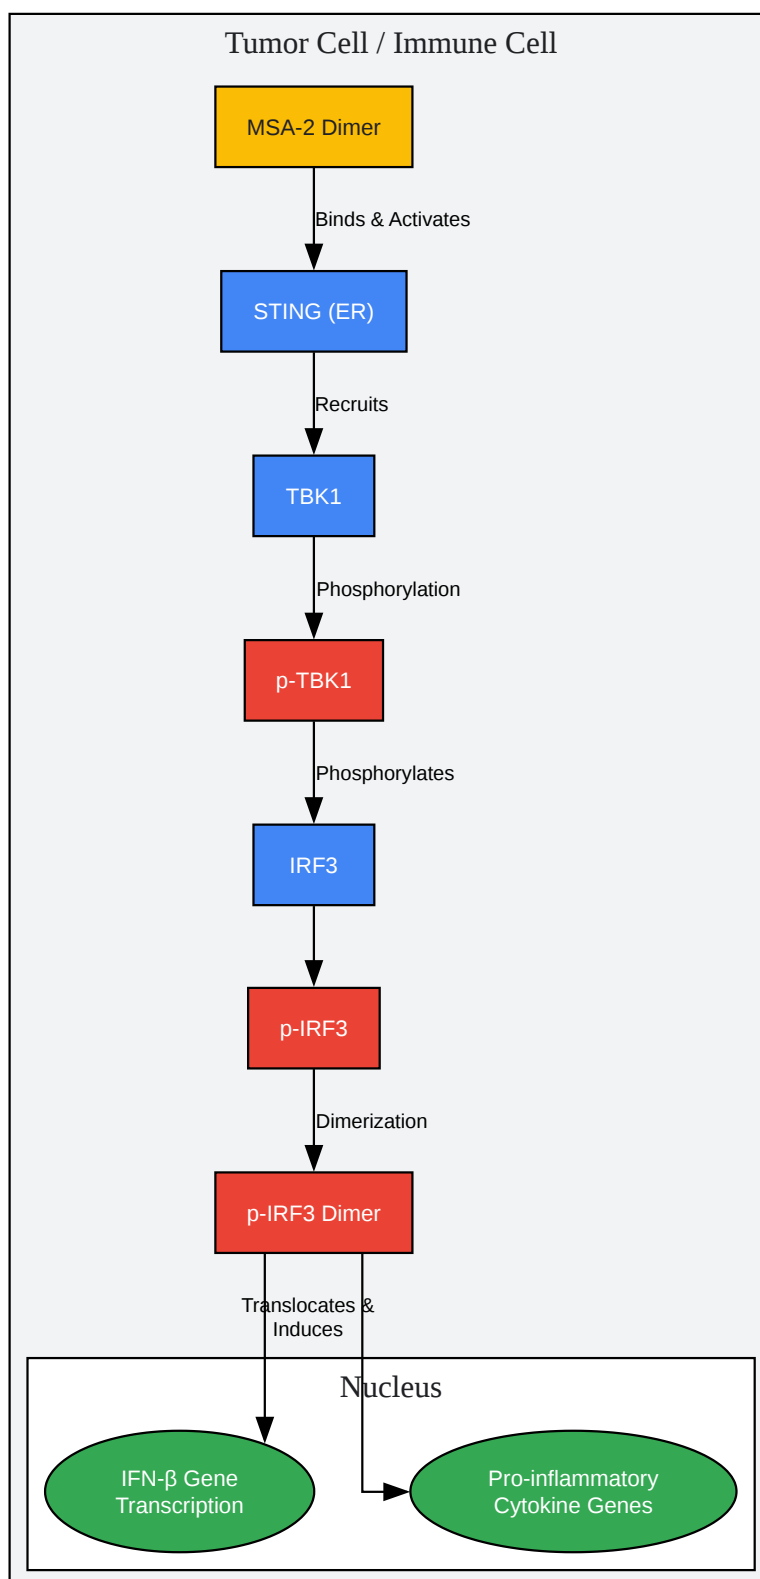 Tumor Cell / Immune Cell
MSA-2 Dimer
Binds & Activates
STING (ER)
Recruits
TBK1
Phosphorylation
p-TBK1
Phosphorylates
IRF3
p-IRF3
Dimerization
p-IRF3 Dimer
Translocates &
Induces
Nucleus
IFN-β Gene
Transcription
Pro-inflammatory
Cytokine Genes